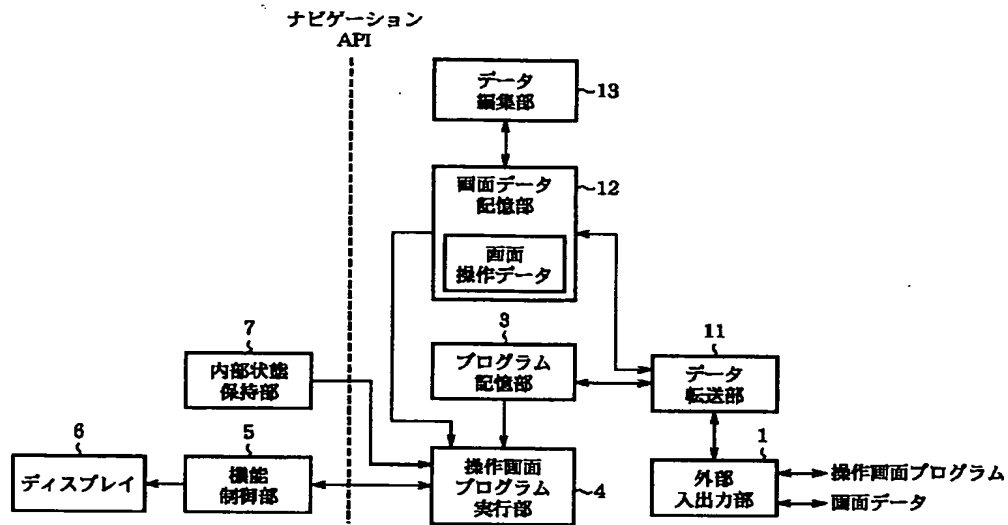 ナビゲーション
API
データ
編集部
13
画面データ
記憶部
12
画面
操作データ
7
内部状態
保持部
3
プログラム
記憶部
11
データ
転送部
6
ディスプレイ
5
機能
制御部
操作画面
プログラム
実行部
4
1
外部
入出力部
操作画面プログラム
画面データ